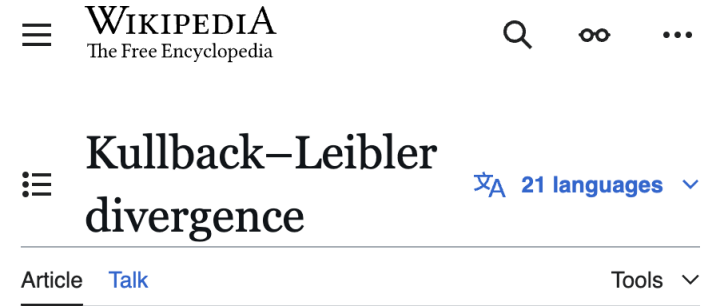 WIKIPEDIA
The Free Encyclopedia
Kullback–Leibler
divergence
21 languages
Article Talk Tools